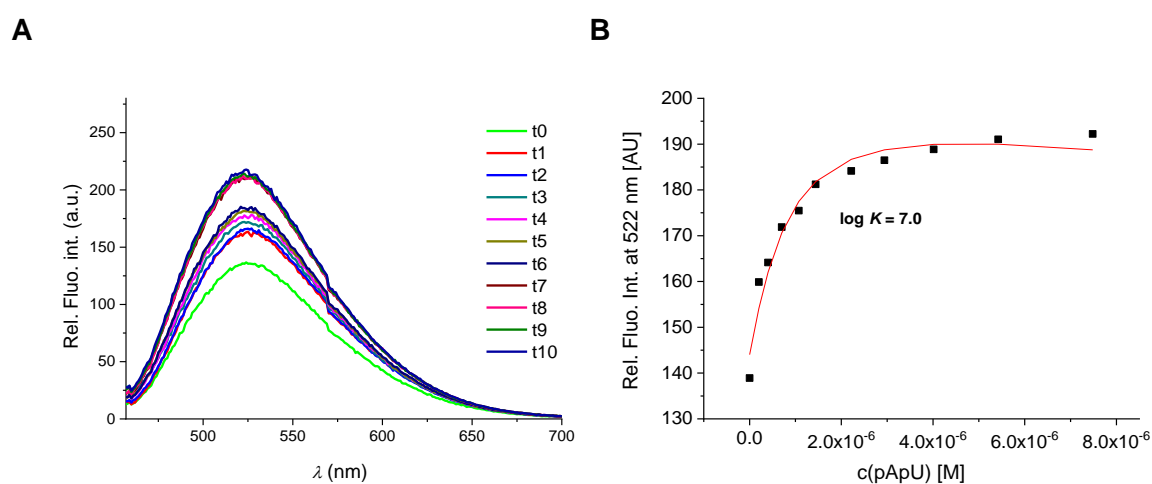 A
B
Rel. Fluo. int. (a.u.)
250
200
150
100
50
0
500
550
600
650
700
λ (nm)
t0
t1
t2
t3
t4
t5
t6
t7
t8
t9
t10
Rel. Fluo. Int. at 522 nm [AU]
200
190
180
170
160
150
140
130
log K = 7.0
0.0
2.0x10⁻⁶
4.0x10⁻⁶
6.0x10⁻⁶
8.0x10⁻⁶
c(pApU) [M]